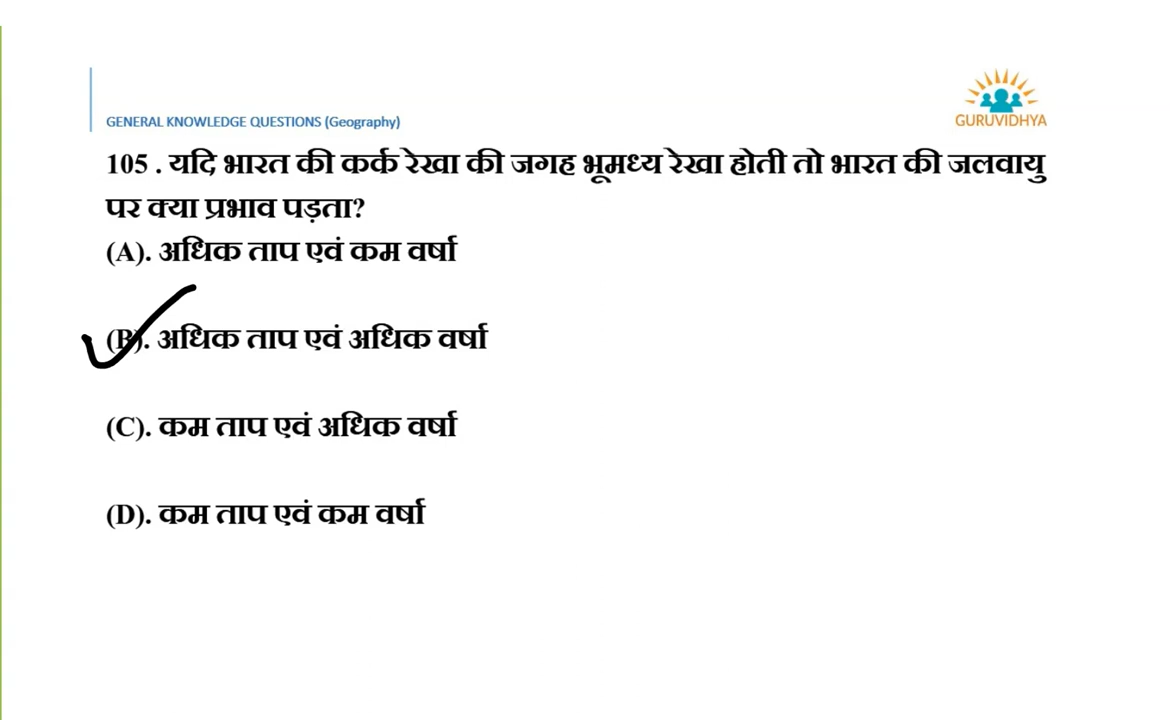 GURUVIDHYA
GENERAL KNOWLEDGE QUESTIONS (Geography)
105 . यदि भारत की कर्क रेखा की जगह भूमध्य रेखा होती तो भारत की जलवायु
पर क्या प्रभाव पड़ता?
(A). अधिक ताप एवं कम वर्षा
(B). अधिक ताप एवं अधिक वर्षा
(C). कम ताप एवं अधिक वर्षा
(D). कम ताप एवं कम वर्षा